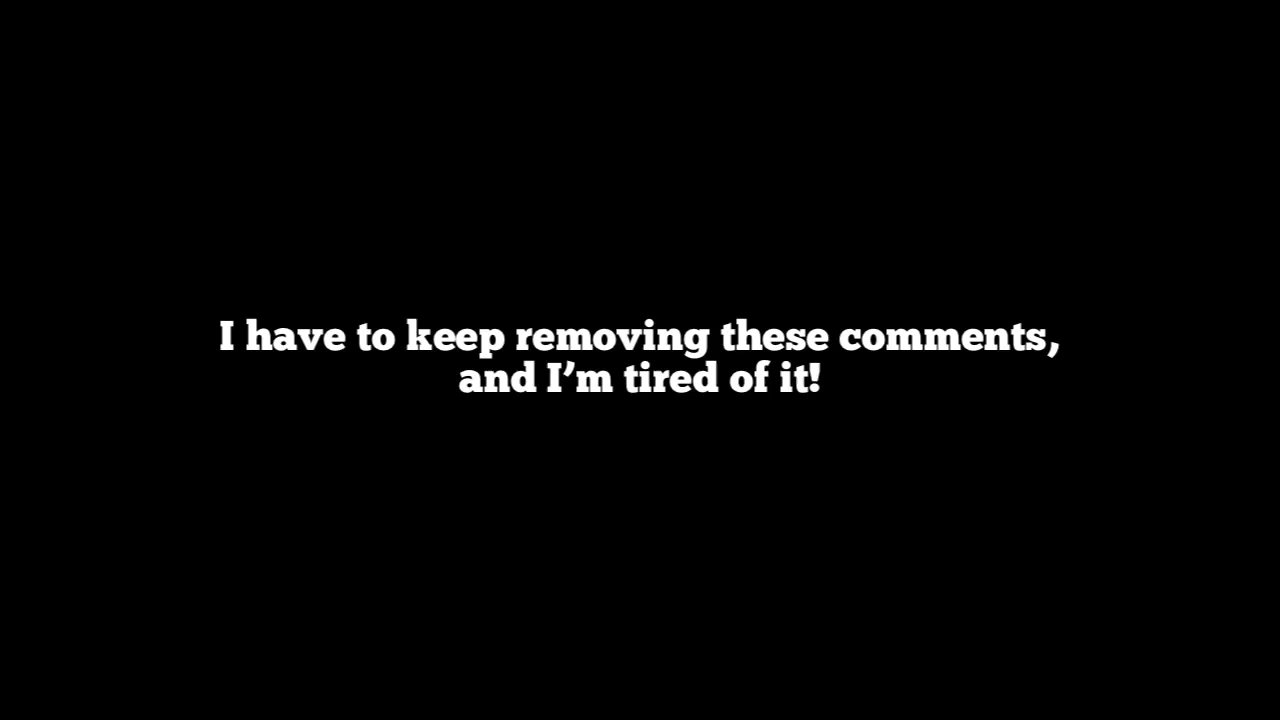 I have to keep removing these comments,
and I’m tired of it!